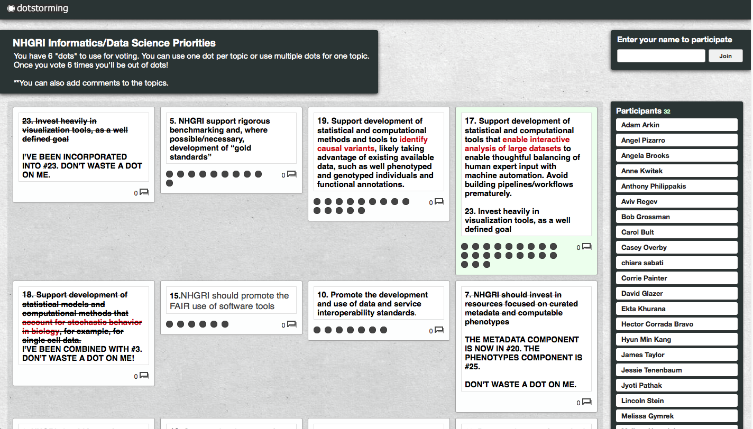 dotstorming
NHGRI Informatics/Data Science Priorities
You have 6 "dots" to use for voting. You can use one dot per topic or use multiple dots for one topic.
Once you vote 6 times you'll be out of dots!
**You can also add comments to the topics.
Enter your name to participate
Join
23. Invest heavily in
visualization tools, as a well
defined goal
I'VE BEEN INCORPORATED
INTO #23. DON'T WASTE A DOT
ON ME.
0
5. NHGRI support rigorous
benchmarking and, where
possible/necessary,
development of "gold
standards"
0
19. Support development of
statistical and computational
methods and tools to identify
causal variants, likely taking
advantage of existing available
data, such as well phenotyped
and genotyped individuals and
functional annotations.
0
17. Support development of
statistical and computational
tools that enable interactive
analysis of large datasets to
enable thoughtful balancing of
human expert input with
machine automation. Avoid
building pipelines/workflows
prematurely.
23. Invest heavily in
visualization tools, as a well
defined goal
0
18. Support development of
statistical models and
computational methods that
account for stochastic behavior
in biology, for example, for
single cell data.
I'VE BEEN COMBINED WITH #3.
DON'T WASTE A DOT ON ME!
0
15.NHGRI should promote the
FAIR use of software tools
0
10. Promote the development
and use of data and service
interoperability standards.
0
7. NHGRI should invest in
resources focused on curated
metadata and computable
phenotypes
THE METADATA COMPONENT
IS NOW IN #20. THE
PHENOTYPES COMPONENT IS
#25.
DON'T WASTE A DOT ON ME.
0
Participants 32
Adam Arkin
Angel Pizarro
Angela Brooks
Anne Kwitek
Anthony Philippakis
Aviv Regev
Bob Grossman
Carol Bult
Casey Overby
chiara sabati
Corrie Painter
David Glazer
Ekta Khurana
Hector Corrada Bravo
Hyun Min Kang
James Taylor
Jessie Tenenbaum
Jyoti Pathak
Lincoln Stein
Melissa Gymrek